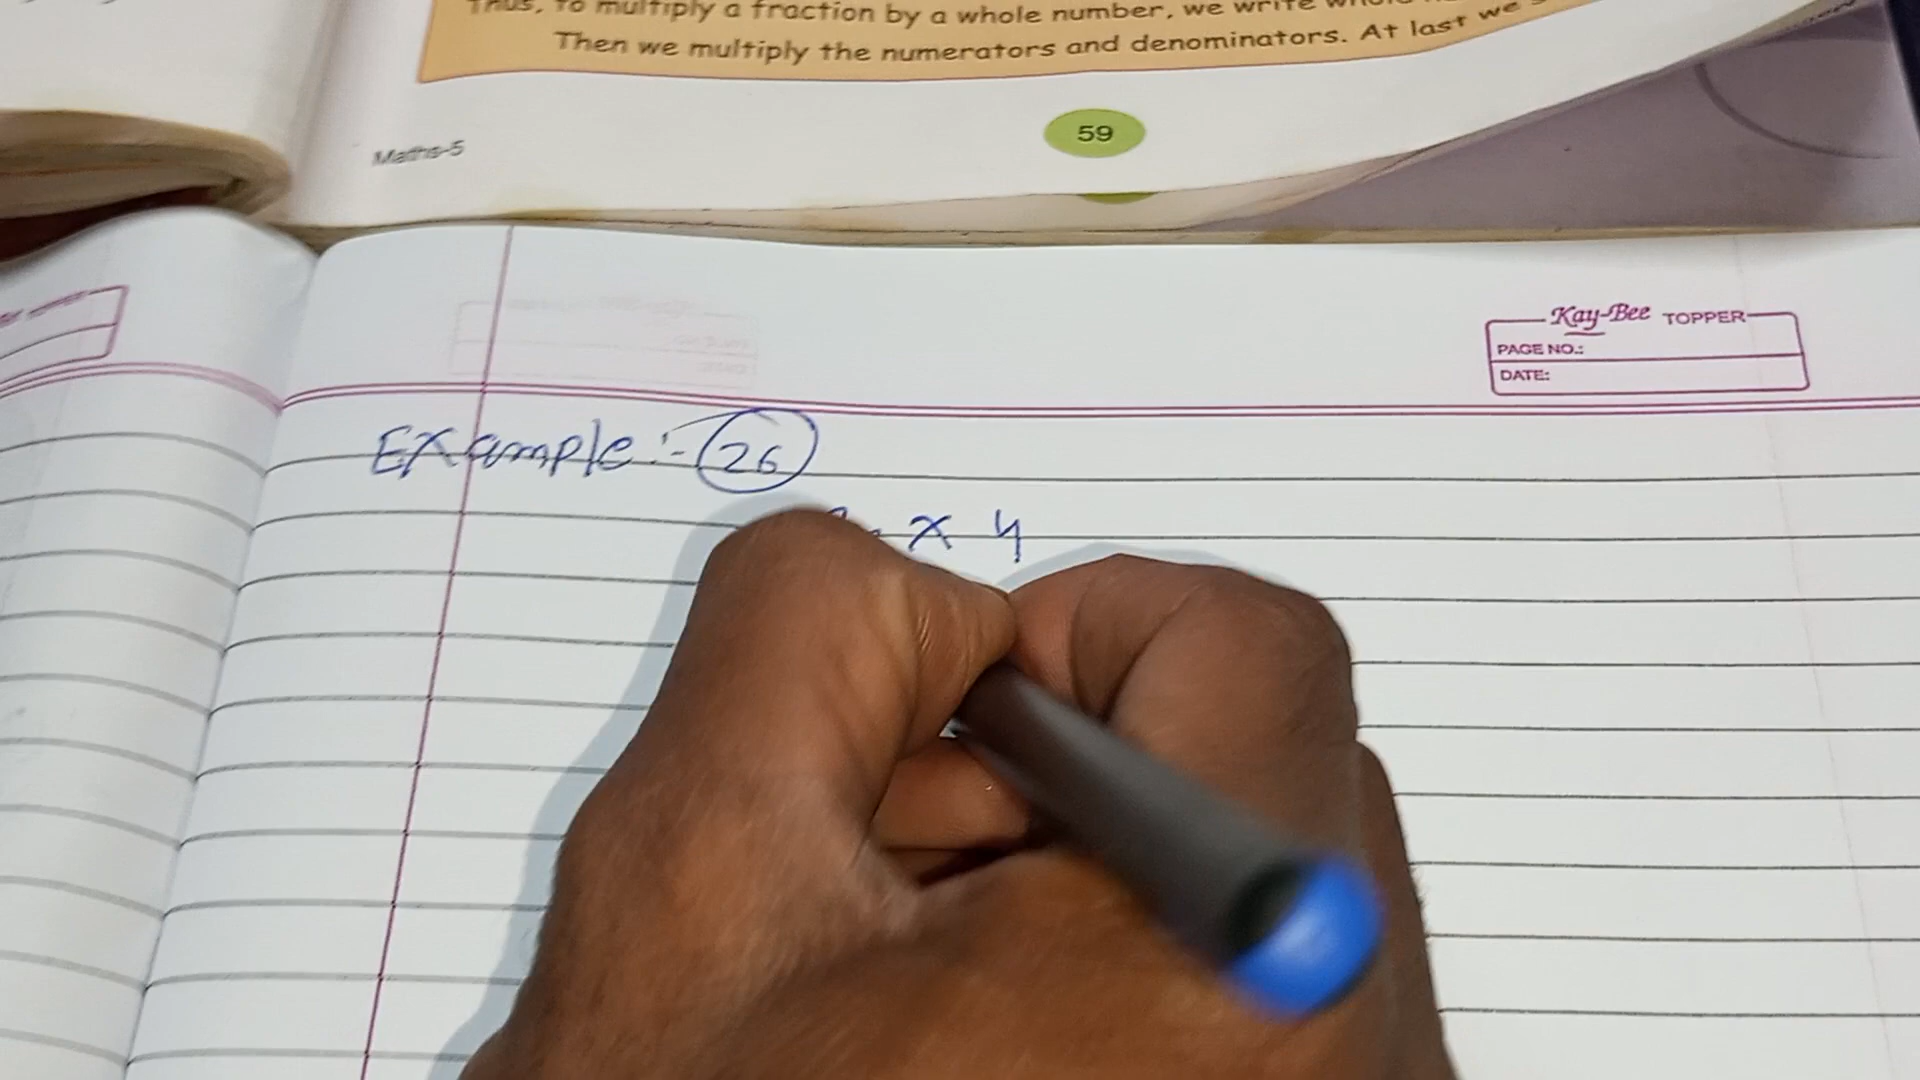 Thus, to multiply a fraction by a whole number, we write
Then we multiply the numerators and denominators. At last we
59
Maths-5
Kay-Bee TOPPER
PAGE NO.:
DATE:
Example :- 26
x 4